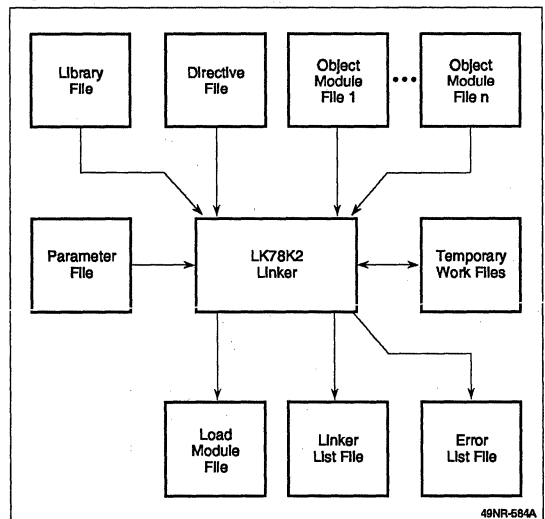 Library
File
Directive
File
Object
Module
File 1
•••
Object
Module
File n
Parameter
File
LK78K2
Linker
Temporary
Work Files
Load
Module
File
Linker
List File
Error
List File
49NR-584A